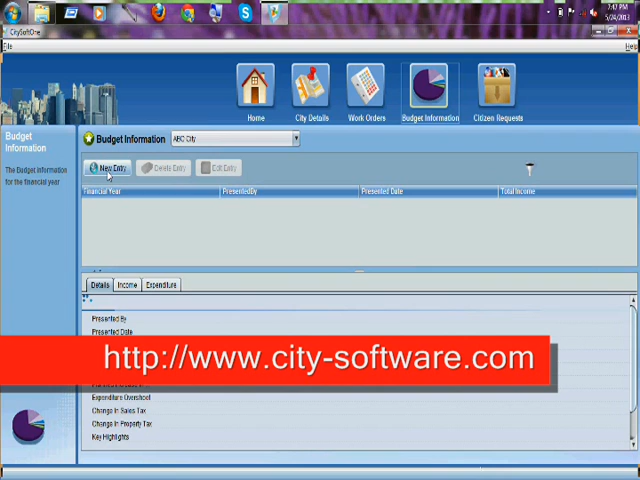 7:47 PM
5/24/2013
CitySoftOne
File
Help
Home
City Details
Work Orders
Budget Information
Citizen Requests
Budget Information
The Budget Information for the financial year
Budget Information
ABC City
New Entry
Delete Entry
Edit Entry
Financial Year
PresentedBy
Presented Date
Total Income
Details
Income
Expenditure
Presented By
Presented Date
http://www.city-software.com
Expenditure Overshoot
Change In Sales Tax
Change In Property Tax
Key Highlights